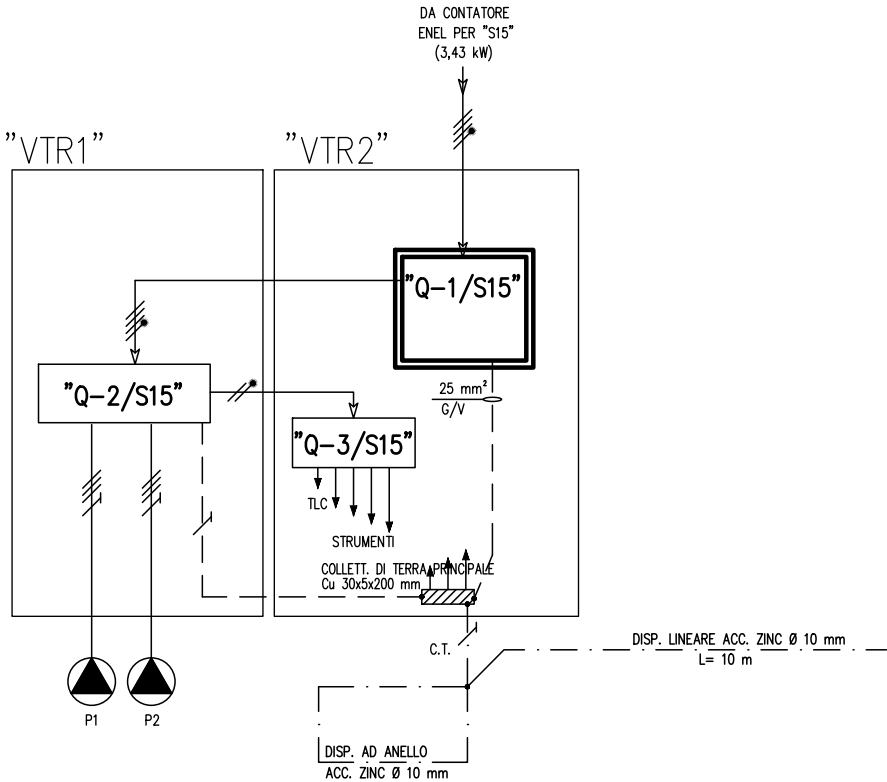 DA CONTATORE
ENEL PER "S15"
(3,43 kW)
"VTR1"
"VTR2"
"Q-1/S15"
"Q-2/S15"
25 mm²
G/V
"Q-3/S15"
TLC
STRUMENTI
COLLETT. DI TERRA PRINCIPALE
Cu 30x5x200 mm
C.T.
DISP. LINEARE ACC. ZINC Ø 10 mm
L= 10 m
P1
P2
DISP. AD ANELLO
ACC. ZINC Ø 10 mm